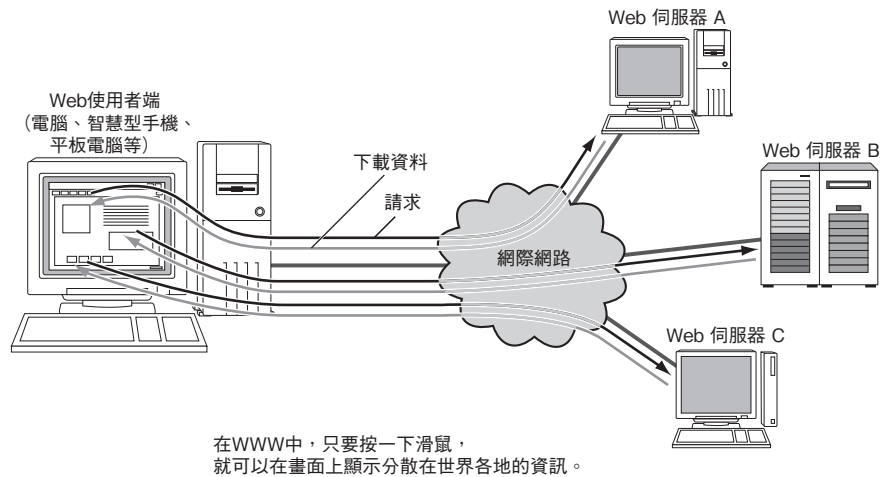 Web 伺服器 A
Web使用者端
（電腦、智慧型手機、
平板電腦等）
Web 伺服器 B
下載資料
請求
網際網路
Web 伺服器 C
在WWW中，只要按一下滑鼠，
就可以在畫面上顯示分散在世界各地的資訊。